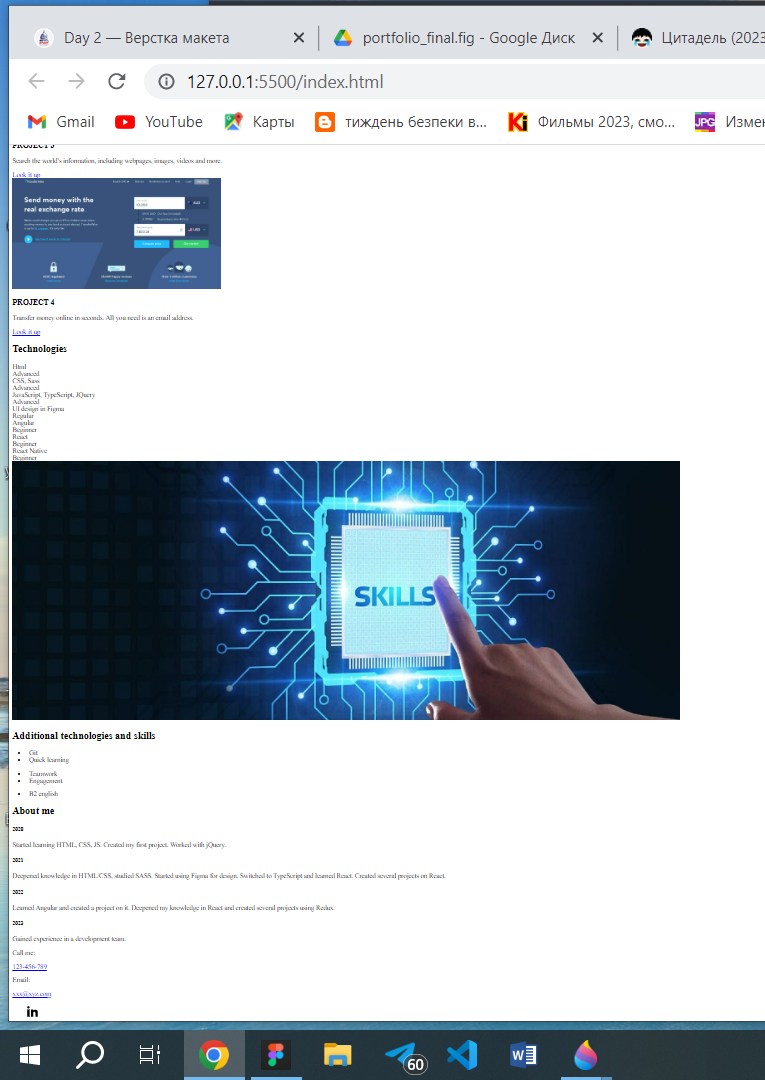 Day 2 — Верстка макета
portfolio_final.fig - Google Диск
Цитадель (2023
127.0.0.1:5500/index.html
Gmail
YouTube
Карты
тиждень безпеки в...
Ki
Фильмы 2023, смо...
JPG
Измен
PROJECT 3
Search the world's information, including webpages, images, videos and more.
Look it up
Send money with the
real exchange rate.
PROJECT 4
Transfer money online in seconds. All you need is an email address.
Look it up
Technologies
Html
Advanced
CSS, Sass
Advanced
JavaScript, TypeScript, JQuery
Advanced
UI design in Figma
Regular
Angular
Beginner
React
Beginner
React Native
Beginner
SKILLS
Additional technologies and skills
Git
Quick learning
Teamwork
Engagement
B2 english
About me
2020
Started learning HTML, CSS, JS. Created my first project. Worked with jQuery.
2021
Deepened knowledge in HTML/CSS, studied SASS. Started using Figma for design. Switched to TypeScript and learned React. Created several projects on React.
2022
Learned Angular and created a project on it. Deepened my knowledge in React and created several projects using Redux.
2023
Gained experience in a development team.
Call me:
123-456-789
Email:
xxx@xyz.com
in
60
W